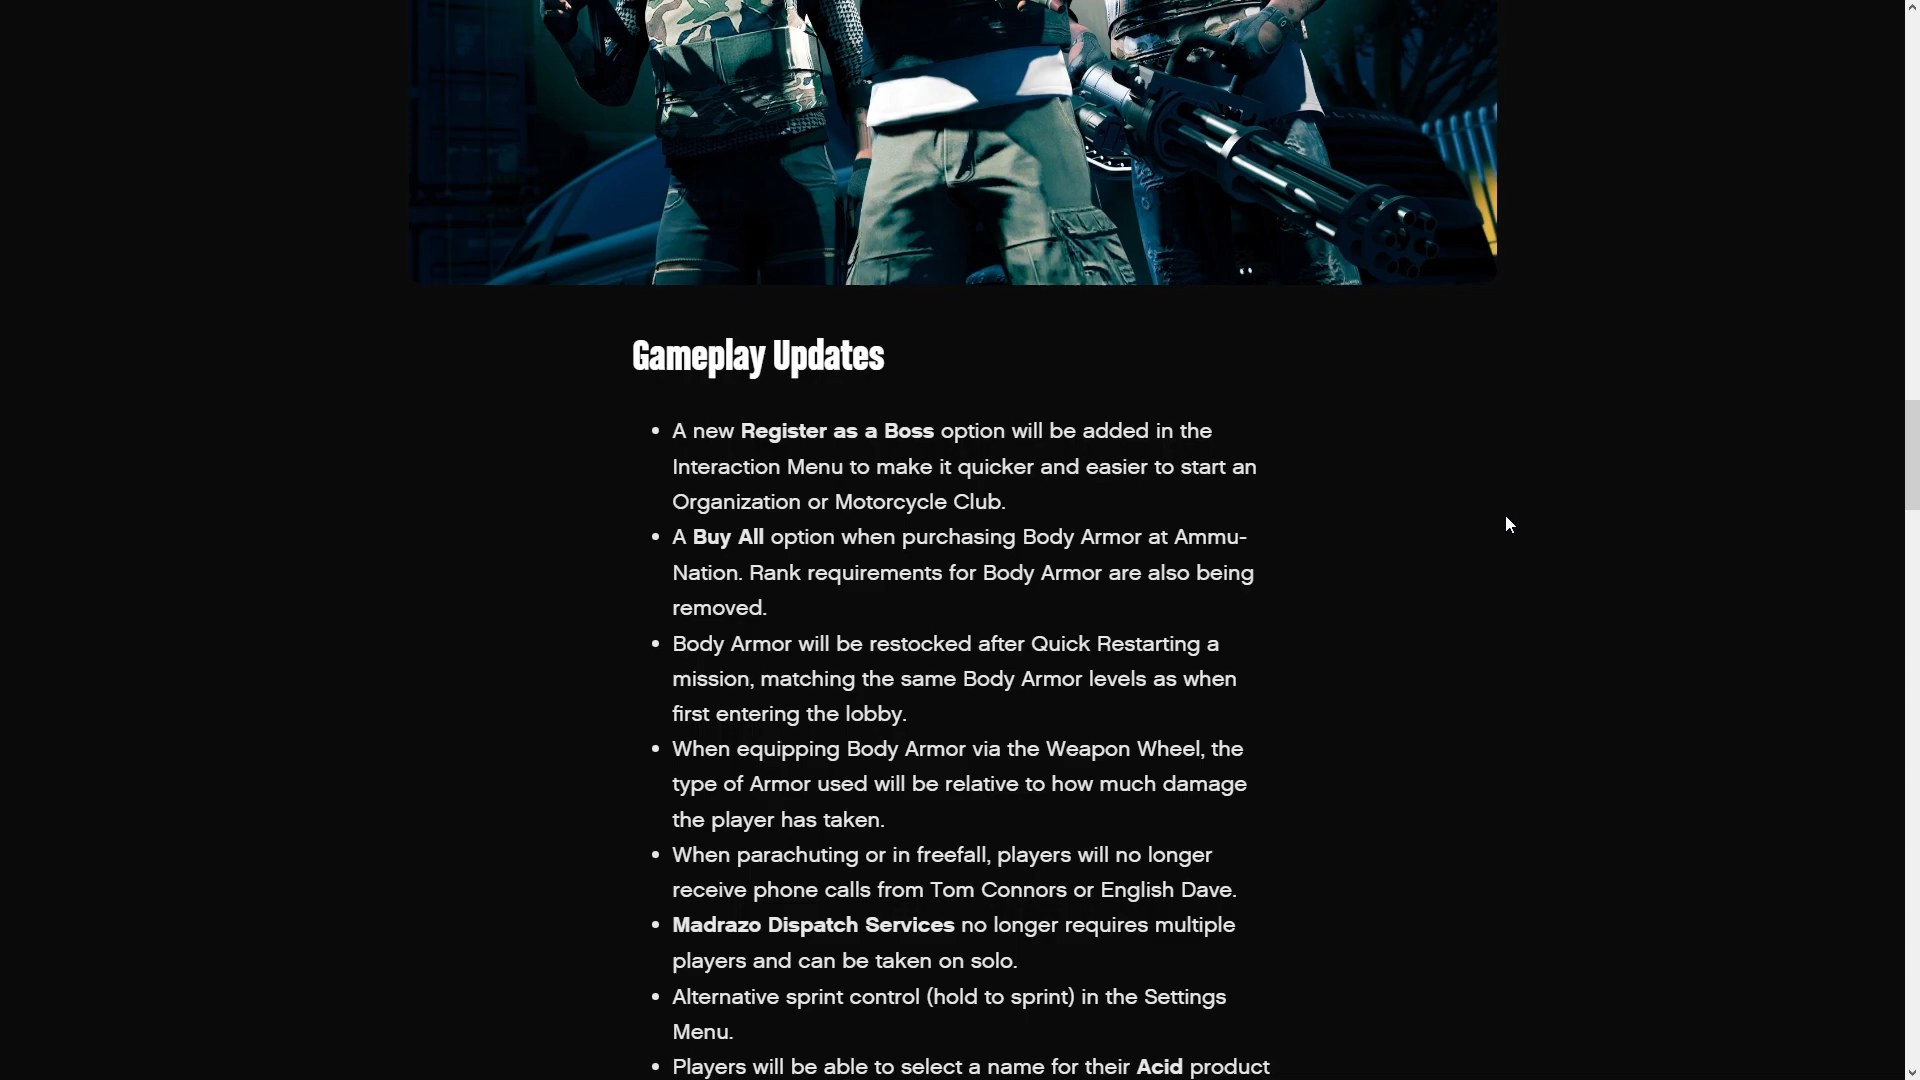 Gameplay Updates
• A new Register as a Boss option will be added in the
Interaction Menu to make it quicker and easier to start an
Organization or Motorcycle Club.
• A Buy All option when purchasing Body Armor at Ammu-
Nation. Rank requirements for Body Armor are also being
removed.
• Body Armor will be restocked after Quick Restarting a
mission, matching the same Body Armor levels as when
first entering the lobby.
• When equipping Body Armor via the Weapon Wheel, the
type of Armor used will be relative to how much damage
the player has taken.
• When parachuting or in freefall, players will no longer
receive phone calls from Tom Connors or English Dave.
• Madrazo Dispatch Services no longer requires multiple
players and can be taken on solo.
• Alternative sprint control (hold to sprint) in the Settings
Menu.
• Players will be able to select a name for their Acid product